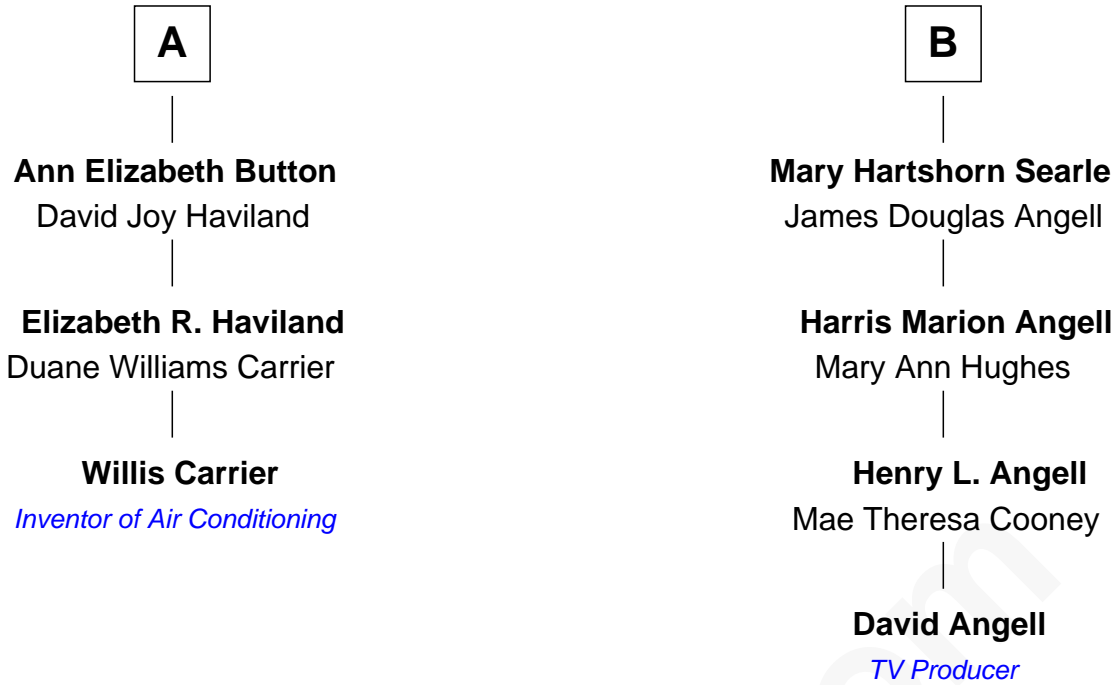 A
Ann Elizabeth Button
David Joy Haviland
Elizabeth R. Haviland
Duane Williams Carrier
Willis Carrier
Inventor of Air Conditioning
B
Mary Hartshorn Searle
James Douglas Angell
Harris Marion Angell
Mary Ann Hughes
Henry L. Angell
Mae Theresa Cooney
David Angell
TV Producer
om